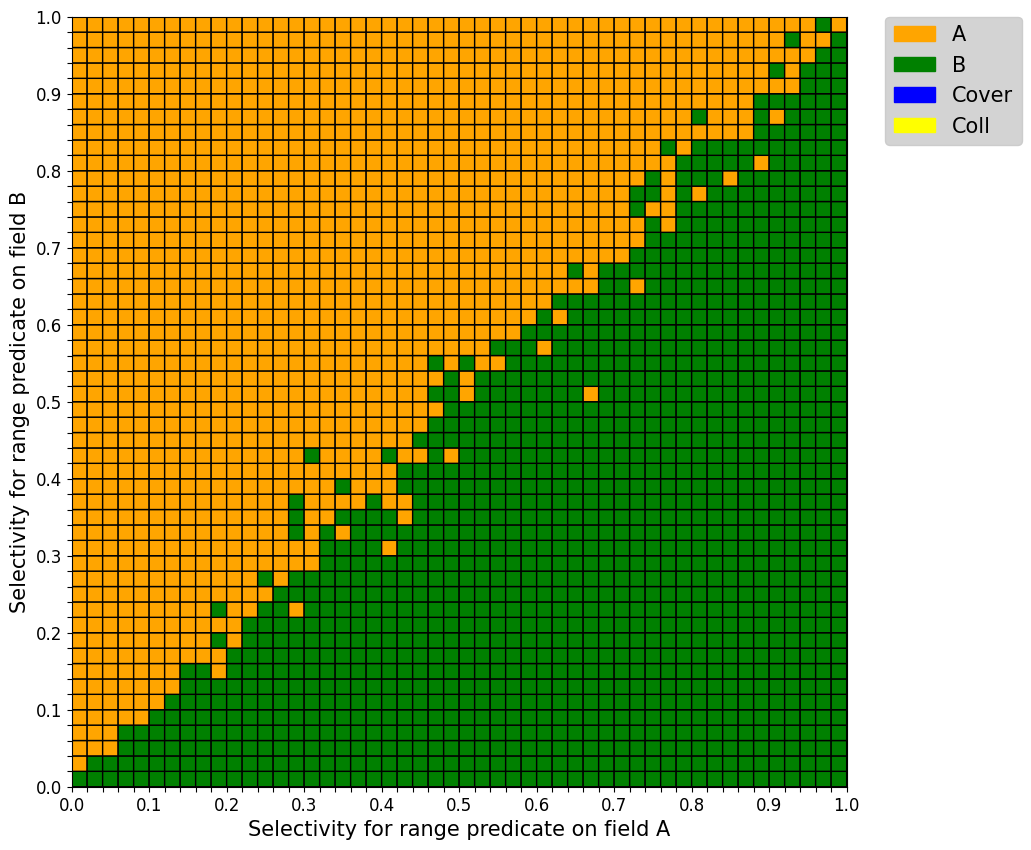 Selectivity for range predicate on field B
1.0
0.9
0.8
0.7
0.6
0.5
0.4
0.3
0.2
0.1
0.0
0.0 0.1 0.2 0.3 0.4 0.5 0.6 0.7 0.8 0.9 1.0
Selectivity for range predicate on field A
A
B
Cover
Coll